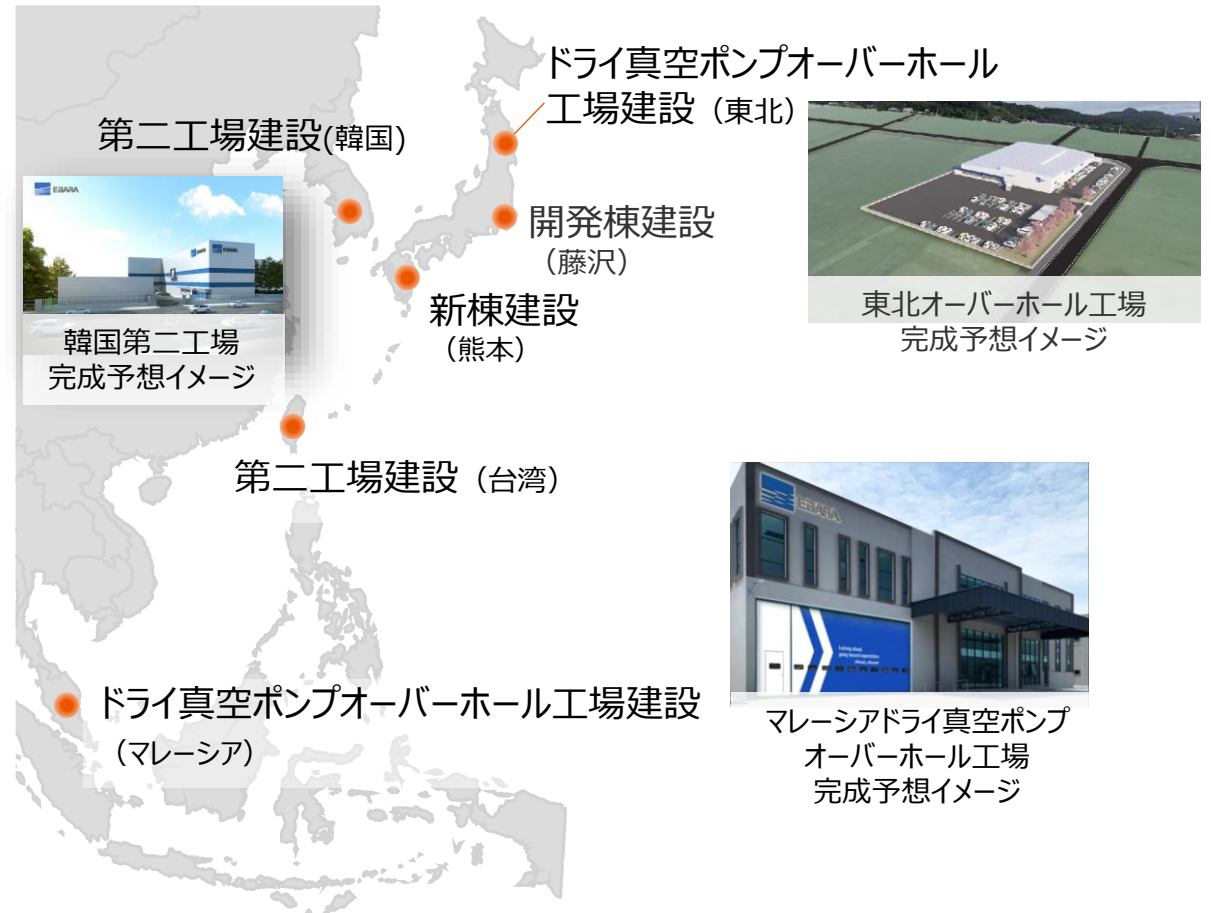 ドライ真空ポンプオーバーホール
工場建設（東北）
第二工場建設(韓国)
EBARA
EBARA
韓国第二工場
完成予想イメージ
開発棟建設
（藤沢）
新棟建設
（熊本）
東北オーバーホール工場
完成予想イメージ
第二工場建設（台湾）
EBARA
Looking ahead,
going beyond expectations
ドライ真空ポンプオーバーホール工場建設
（マレーシア）
マレーシアドライ真空ポンプ
オーバーホール工場
完成予想イメージ